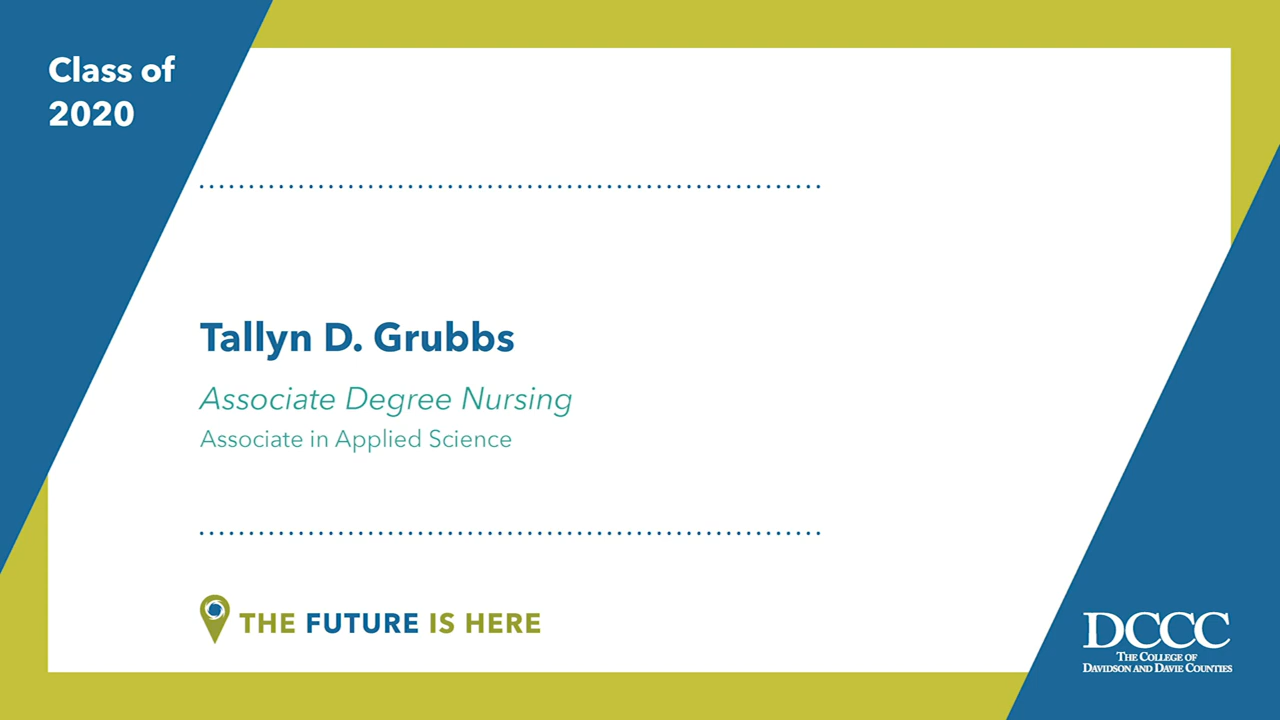 Class of
2020
Tallyn D. Grubbs
Associate Degree Nursing
Associate in Applied Science
THE FUTURE IS HERE
DCCC
THE COLLEGE OF
DAVIDSON AND DAVIE COUNTIES